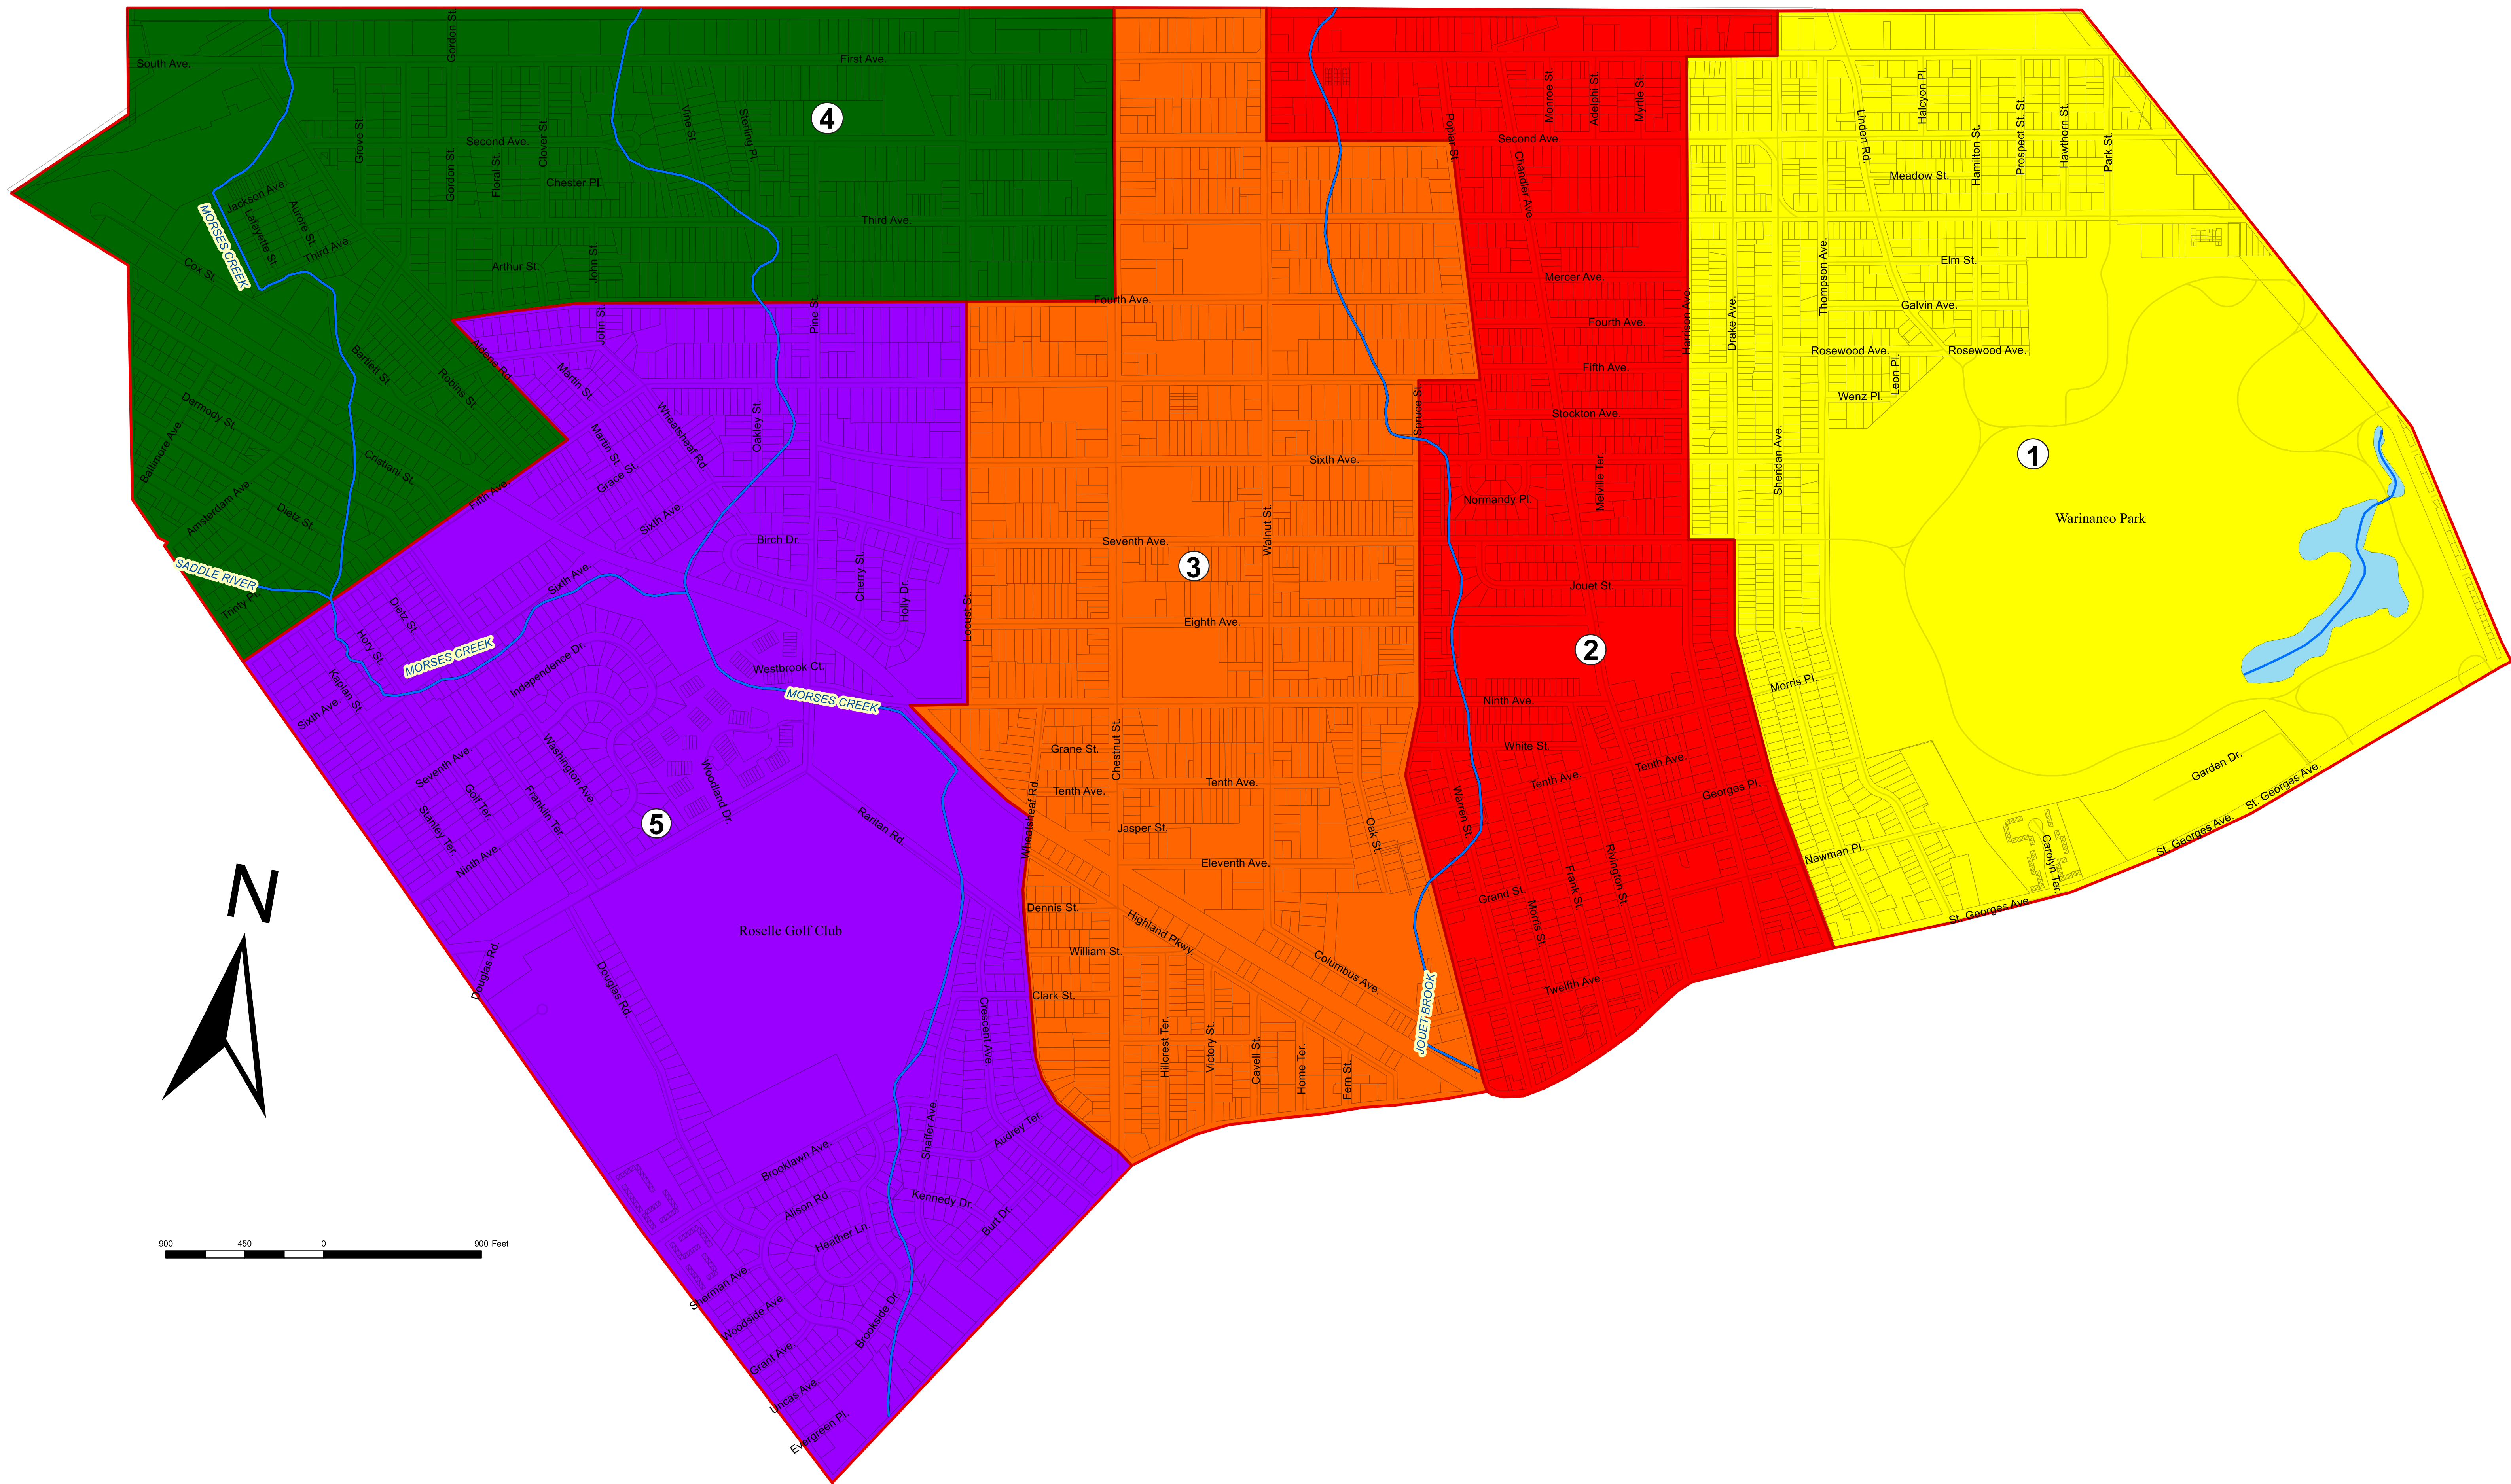 Gordon St.
South Ave.
First Ave.
Grove St.
Second Ave.
Clover St.
Vine St.
Sterling Pl.
4
Gordon St.
Floral St.
Chester Pl.
Jackson Ave.
Lafayette St.
Aurore St.
Third Ave.
MORSES CREEK
Third Ave.
Cox St.
Arthur St.
John St.
Bartlett St.
Robins St.
Dermody St.
Baltimore Ave.
Cristiani St.
Amsterdam Ave.
Dietz St.
SADDLE RIVER
Trinty Pl.
Aldene Rd.
John St.
Pine St.
Martin St.
Wheatsheaf Rd.
Oakley St.
Martin St.
Grace St.
Fifth Ave.
Sixth Ave.
Birch Dr.
Cherry St.
Holly Dr.
Sixth Ave.
Dietz St.
Hory St.
MORSES CREEK
Independence Dr.
Westbrook Ct.
MORSES CREEK
Kaplan St.
Sixth Ave.
Washington Ave.
Seventh Ave.
Golf Ter.
Franklin Ter.
Stanley Ter.
Woodland Dr.
5
Ninth Ave.
Raritan Rd.
Roselle Golf Club
Douglas Rd.
Douglas Rd.
Crescent Ave.
Shaffer Ave.
Audrey Ter.
Brooklawn Ave.
Alison Rd.
Kennedy Dr.
Burt Dr.
Heather Ln.
Sherman Ave.
Woodside Ave.
Brookside Dr.
Grant Ave.
Uncas Ave.
Evergreen Pl.
Fourth Ave.
Locust St.
Sixth Ave.
Seventh Ave.
Walnut St.
3
Eighth Ave.
Grane St.
Chestnut St.
Wheatsheaf Rd.
Tenth Ave.
Tenth Ave.
Jasper St.
Oak St.
Eleventh Ave.
Dennis St.
Highland Pkwy.
William St.
Columbus Ave.
Clark St.
JOUET BROOK
Hillcrest Ter.
Victory St.
Cavell St.
Home Ter.
Fern St.
Monroe St.
Acelphi St.
Myrtle St.
Poplar St.
Second Ave.
Chandler Ave.
Mercer Ave.
Fourth Ave.
Harrison Ave.
Fifth Ave.
Spruce St.
Stockton Ave.
Melville Ter.
Normandy Pl.
Jouet St.
2
Ninth Ave.
White St.
Tenth Ave.
Tenth Ave.
Georges Pl.
Warren St.
Rivington St.
Frank St.
Grand St.
Morris St.
Twelfth Ave.
Linden Rd.
Halcyon Pl.
Hamilton St.
Prospect St.
Hawthorn St.
Park St.
Meadow St.
Thompson Ave.
Elm St.
Drake Ave.
Galvin Ave.
Rosewood Ave.
Rosewood Ave.
Leon Pl.
Wenz Pl.
Sheridan Ave.
1
Warinanco Park
Morris Pl.
Newman Pl.
Carolyn Ter.
Garden Dr.
St. Georges Ave.
St. Georges Ave.
St. Georges Ave.
N
900 450 0 900 Feet